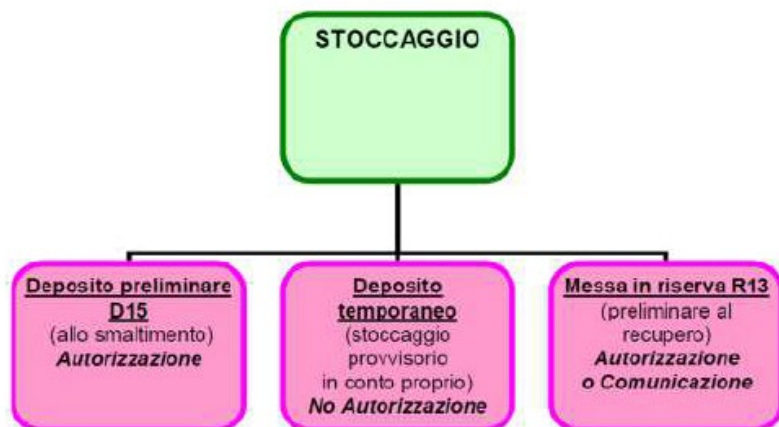 STOCCAGGIO
Deposito preliminare
D15
(allo smaltimento)
Autorizzazione
Deposito
temporaneo
(stoccaggio
provvisorio
in conto proprio)
No Autorizzazione
Messa in riserva R13
(preliminare al
recupero)
Autorizzazione
o Comunicazione